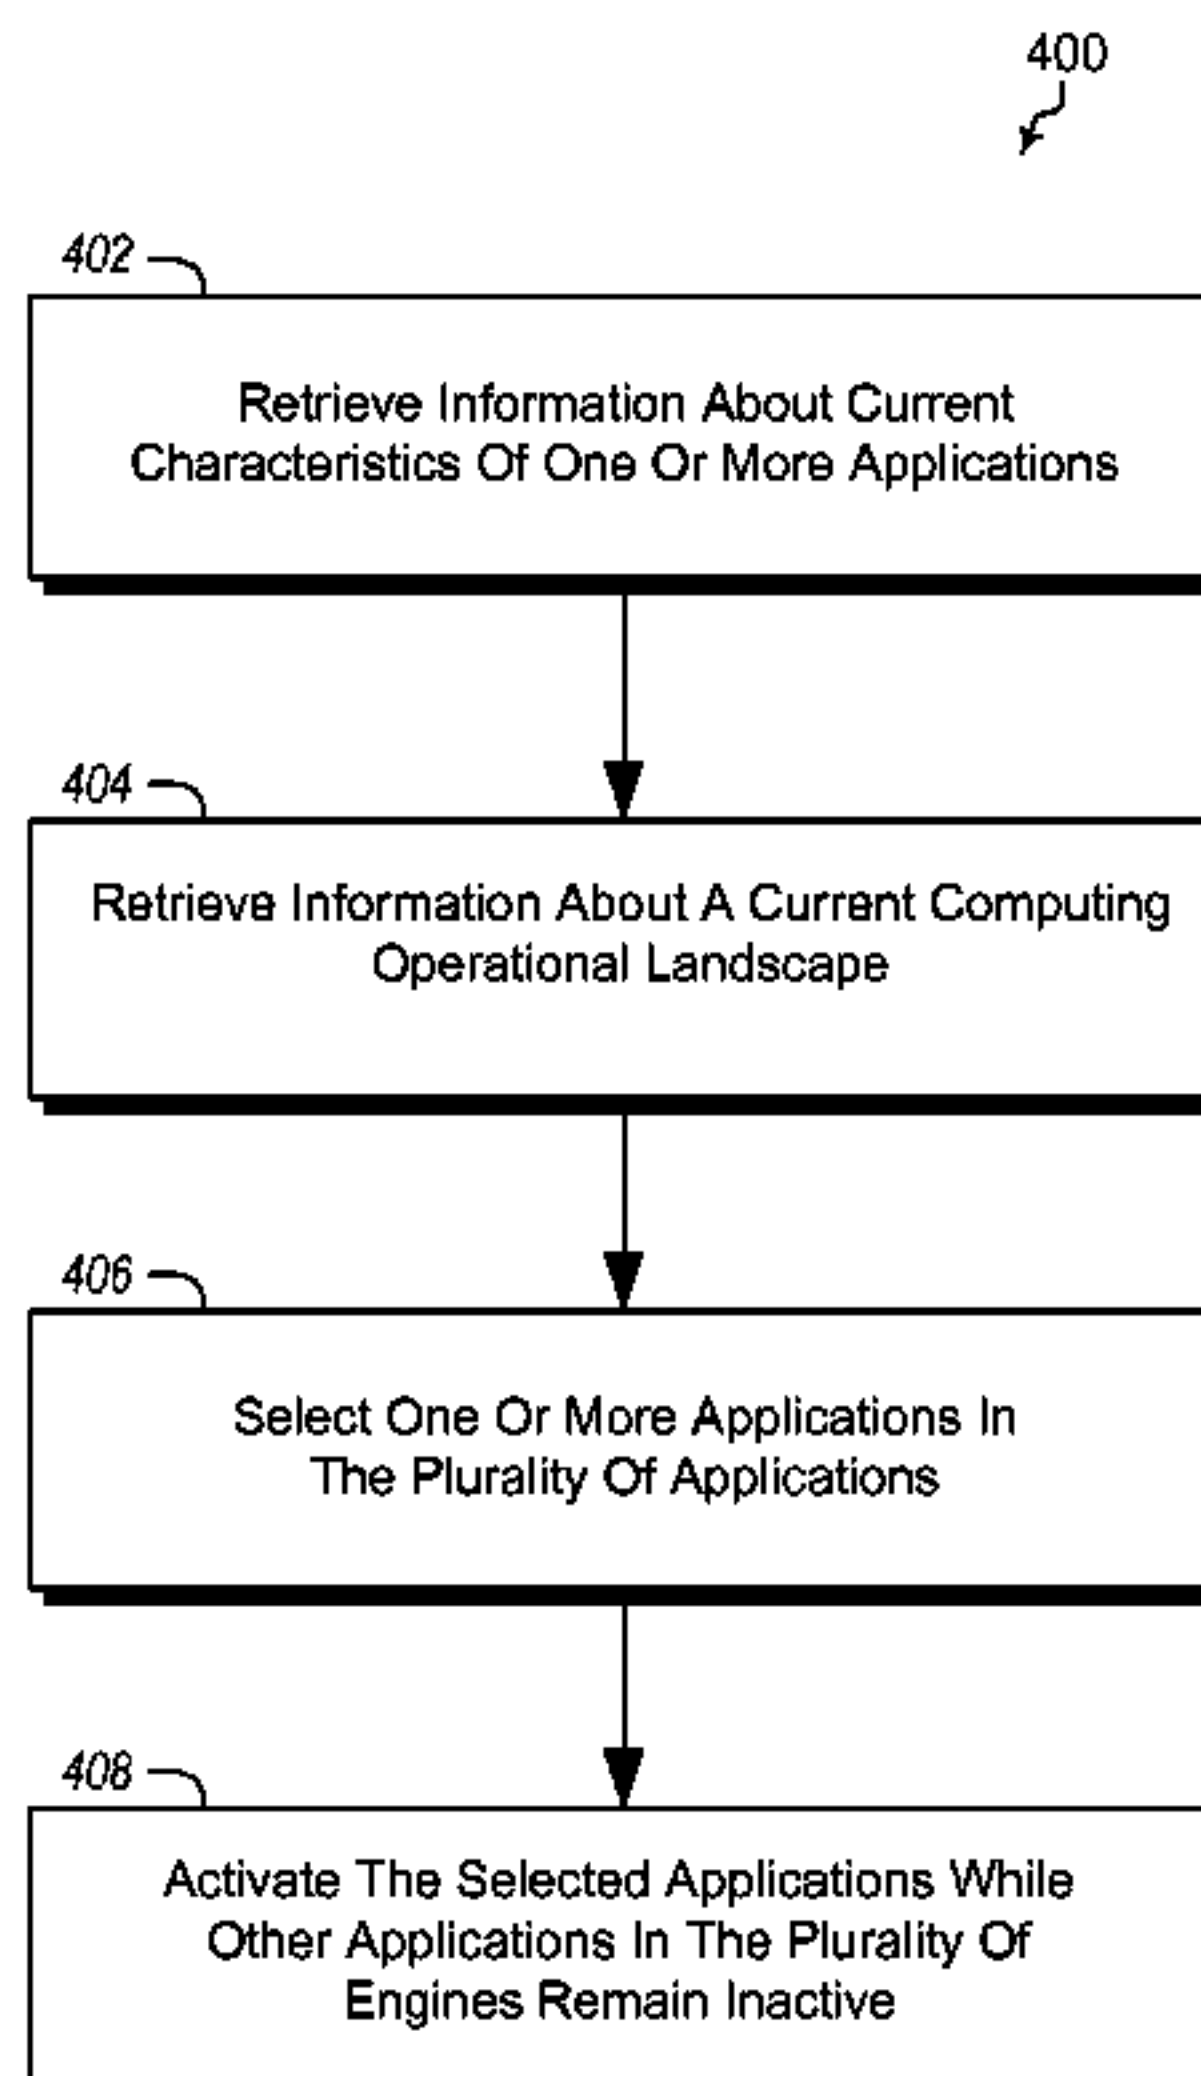 400
402
Retrieve Information About Current
Characteristics Of One Or More Applications
404
Retrieve Information About A Current Computing
Operational Landscape
406
Select One Or More Applications In
The Plurality Of Applications
408
Activate The Selected Applications While
Other Applications In The Plurality Of
Engines Remain Inactive